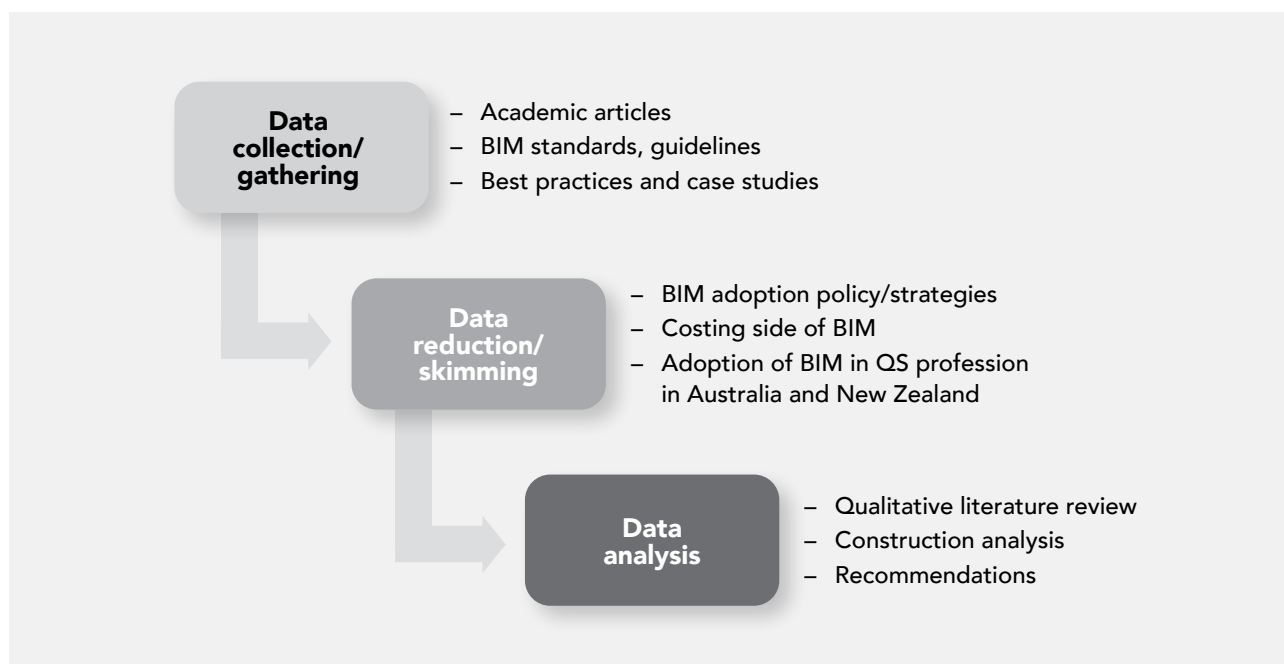 Data
collection/
gathering
– Academic articles
– BIM standards, guidelines
– Best practices and case studies
Data
reduction/
skimming
– BIM adoption policy/strategies
– Costing side of BIM
– Adoption of BIM in QS profession
in Australia and New Zealand
Data
analysis
– Qualitative literature review
– Construction analysis
– Recommendations